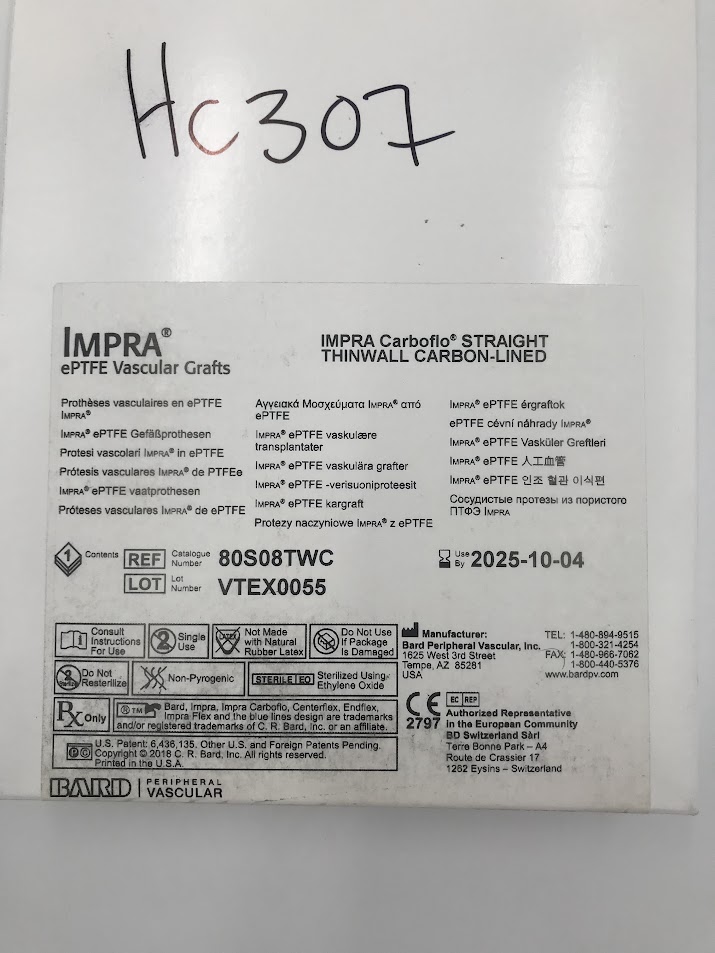 HC307
IMPRA®
ePTFE Vascular Grafts
IMPRA Carboflo® STRAIGHT
THINWALL CARBON-LINED
Prothèses vasculaires en ePTFE
IMPRA®
IMPRA® ePTFE Gefäßprothesen
Protesi vascolari IMPRA® in ePTFE
Prótesis vasculares IMPRA® de PTFEe
IMPRA® ePTFE vaatprothesen
Próteses vasculares IMPRA® de ePTFE
Αγγειακά Μοσχεύματα IMPRA® από
ePTFE
IMPRA® ePTFE vaskulære
transplantater
IMPRA® ePTFE vaskulära grafter
IMPRA® ePTFE -verisuoniproteesit
IMPRA® ePTFE kargraft
Protezy naczyniowe IMPRA® z ePTFE
IMPRA® ePTFE érgraftok
ePTFE cévní náhrady IMPRA®
IMPRA® ePTFE Vasküler Greftleri
IMPRA® ePTFE 人工血管
IMPRA® ePTFE 인조 혈관 이식편
Сосудистые протезы из пористого
ПТФЭ IMPRA
1 Contents
REF Catalogue
Number 80S08TWC
Use
By 2025-10-04
LOT Lot
Number VTEX0055
Consult
Instructions
For Use
2 Single
Use
LATEX Not Made
with Natural
Rubber Latex
Do Not Use
If Package
Is Damaged
2 Do Not
Resterilize
Non-Pyrogenic
STERILE EO Sterilized Using
Ethylene Oxide
Rx Only
®™ Bard, Impra, Impra Carboflo, Centerflex, Endflex,
Impra Flex and the blue lines design are trademarks
and/or registered trademarks of C. R. Bard, Inc. or an affiliate.
U.S. Patent: 6,436,135. Other U.S. and Foreign Patents Pending.
Copyright © 2018 C. R. Bard, Inc. All rights reserved.
Printed in the U.S.A.
BARD | PERIPHERAL
VASCULAR
Manufacturer:
Bard Peripheral Vascular, Inc.
1625 West 3rd Street
Tempe, AZ 85281
USA
TEL: 1-480-894-9515
1-800-321-4254
FAX: 1-480-966-7062
1-800-440-5376
www.bardpv.com
CE
2797
EC REP
Authorized Representative
in the European Community
BD Switzerland Sàrl
Terre Bonne Park – A4
Route de Crassier 17
1262 Eysins – Switzerland